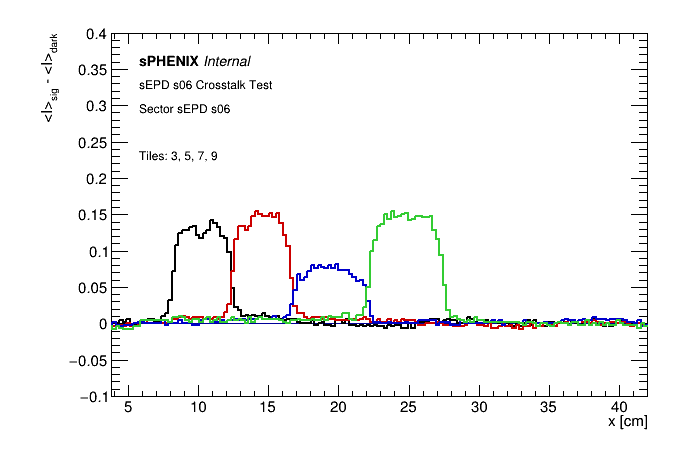 0.4
0.35
0.3
0.25
0.2
0.15
0.1
0.05
0
−0.05
−0.1
<I>sig - <I>dark
sPHENIX Internal
sEPD s06 Crosstalk Test
Sector sEPD s06
Tiles: 3, 5, 7, 9
5 10 15 20 25 30 35 40
x [cm]